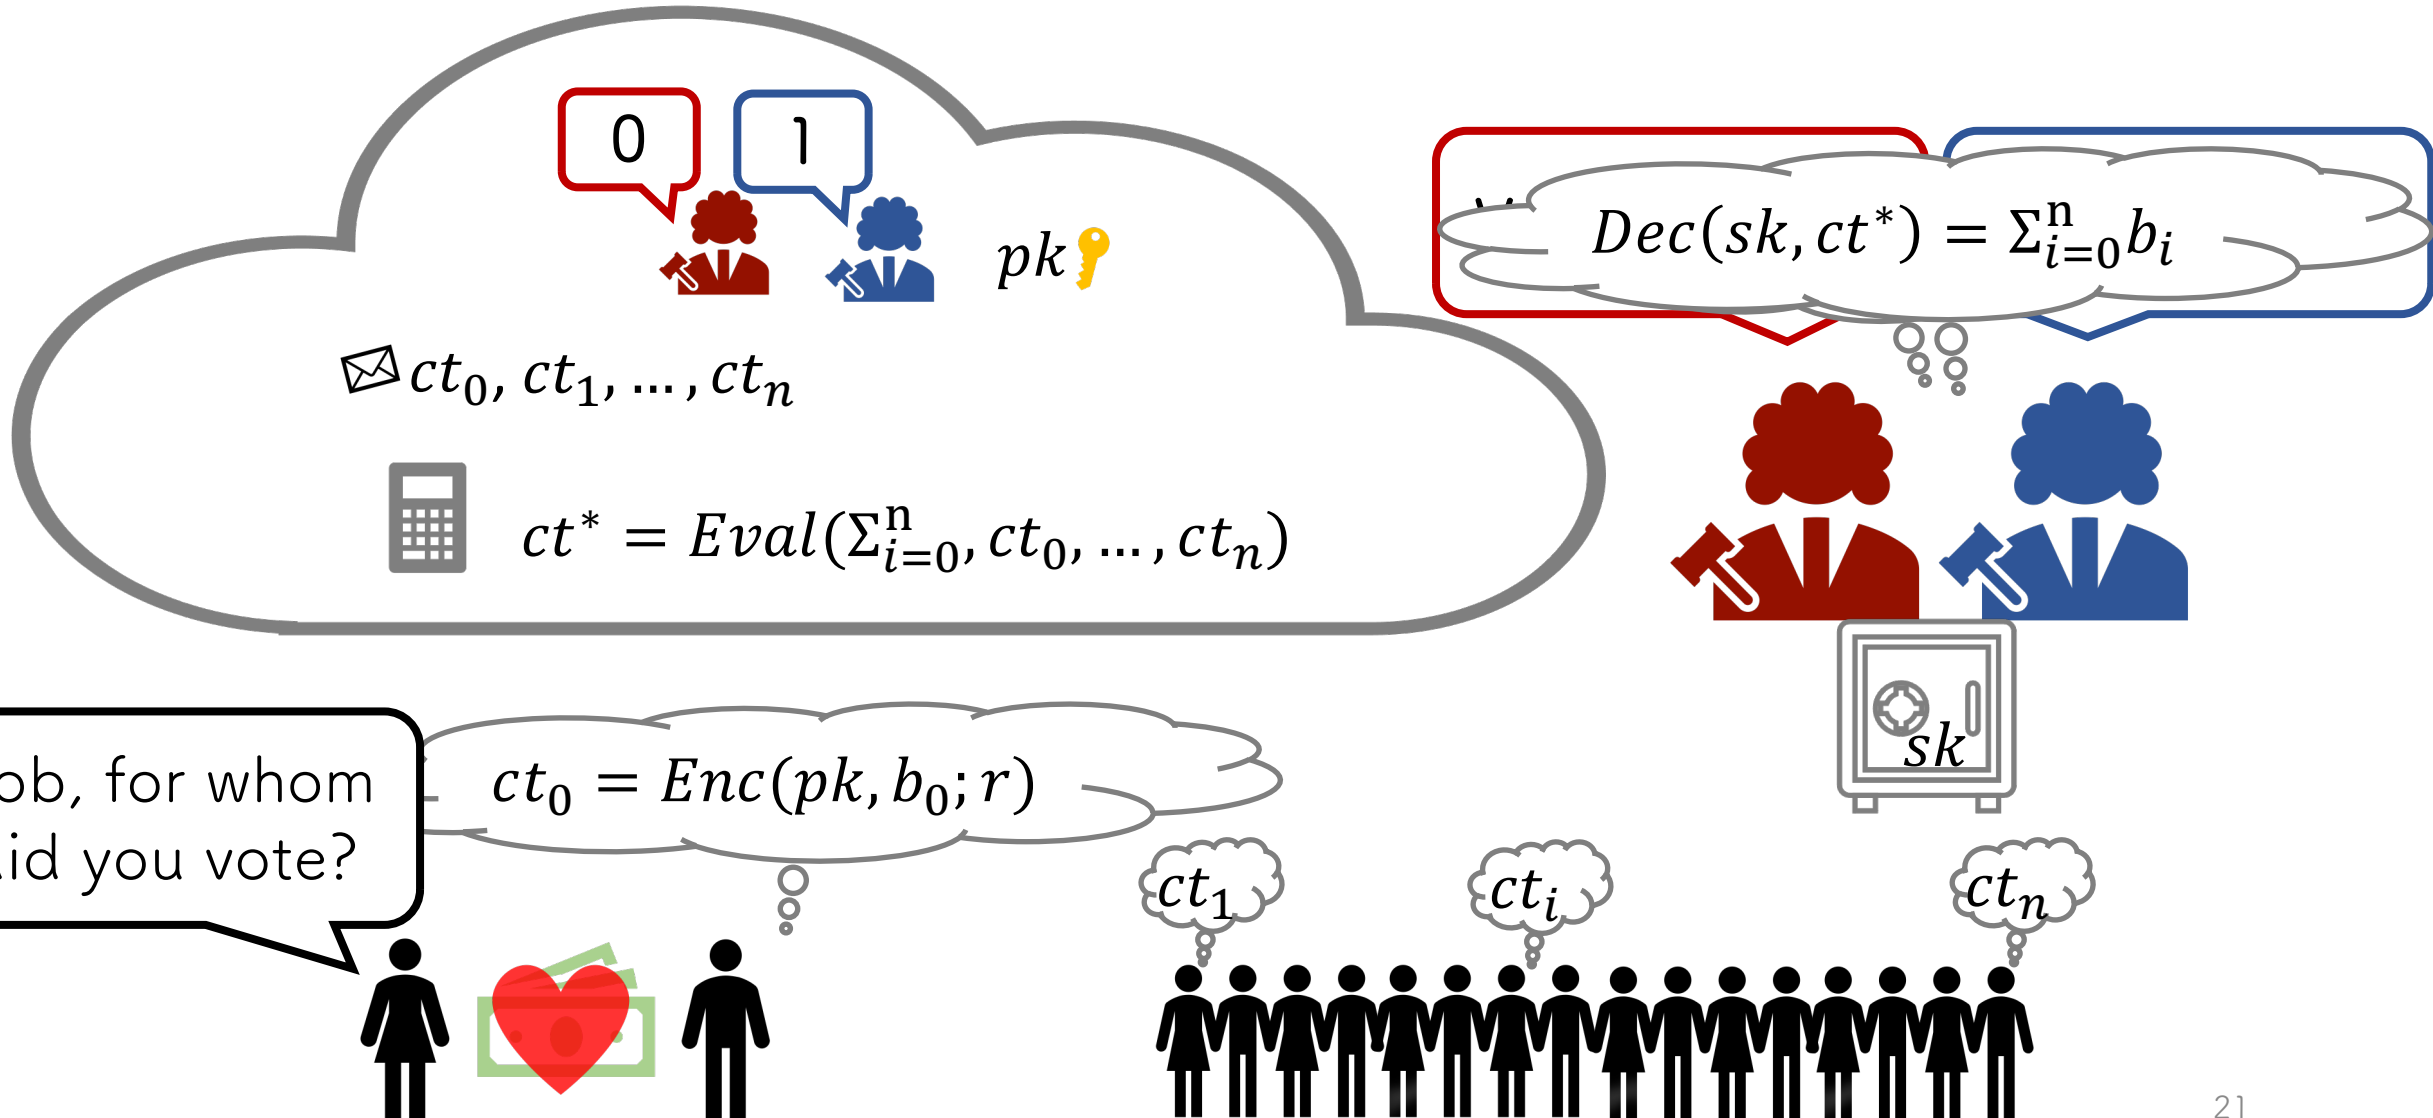 0
1
pk
ct₀, ct₁, …, ctₙ
ct* = Eval(Σⁿᵢ₌₀, ct₀, …, ctₙ)
Dec(sk, ct*) = Σⁿᵢ₌₀ bᵢ
sk
ob, for whom
id you vote?
ct₀ = Enc(pk, b₀; r)
ct₁
ctᵢ
ctₙ
21